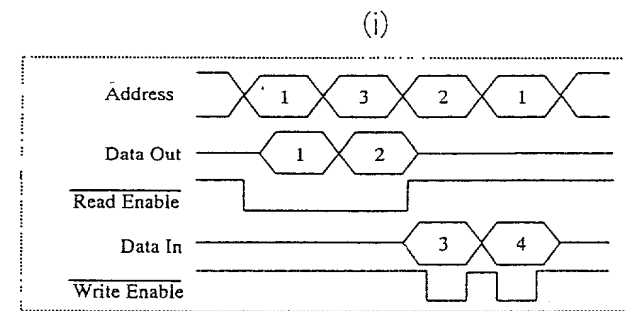 (i)
Address 1 3 2 1
Data Out 1 2
Read Enable
Data In 3 4
Write Enable